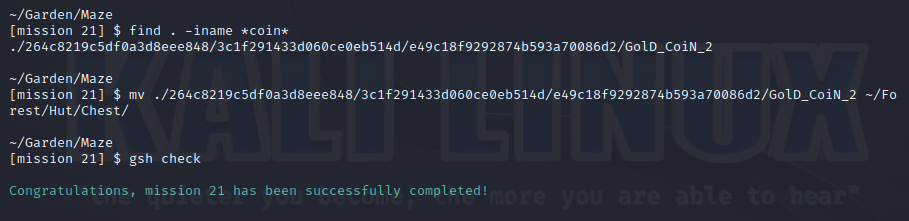 ~/Garden/Maze
[mission 21] $ find . -iname *coin*
./264c8219c5df0a3d8eee848/3c1f291433d060ce0eb514d/e49c18f9292874b593a70086d2/GolD_CoiN_2
~/Garden/Maze
[mission 21] $ mv ./264c8219c5df0a3d8eee848/3c1f291433d060ce0eb514d/e49c18f9292874b593a70086d2/GolD_CoiN_2 ~/Fo
rest/Hut/Chest/
~/Garden/Maze
[mission 21] $ gsh check
Congratulations, mission 21 has been successfully completed!
KALI LINUX
the quieter you become, the more you are able to hear"